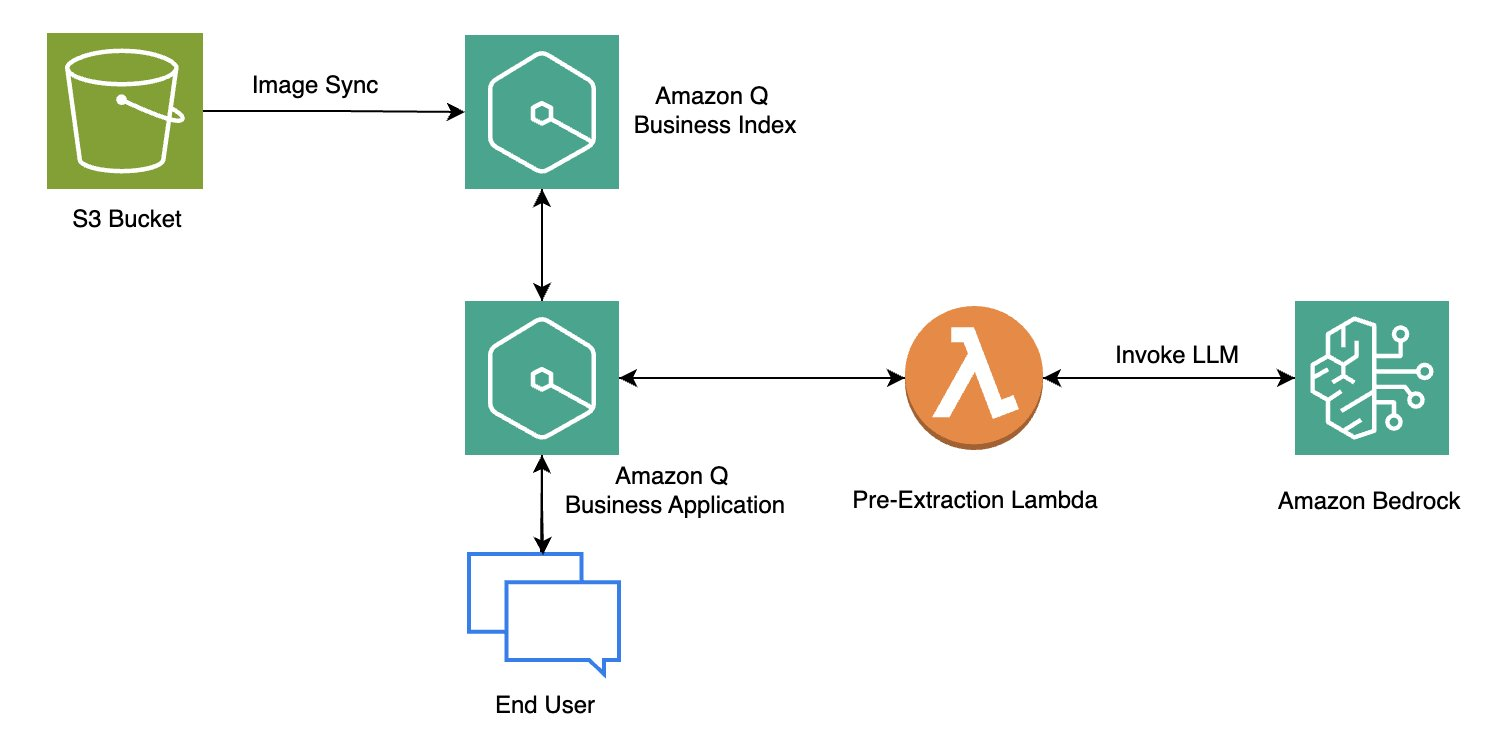 Image Sync
Amazon Q
Business Index
S3 Bucket
Invoke LLM
Amazon Q
Business Application
Pre-Extraction Lambda
Amazon Bedrock
End User